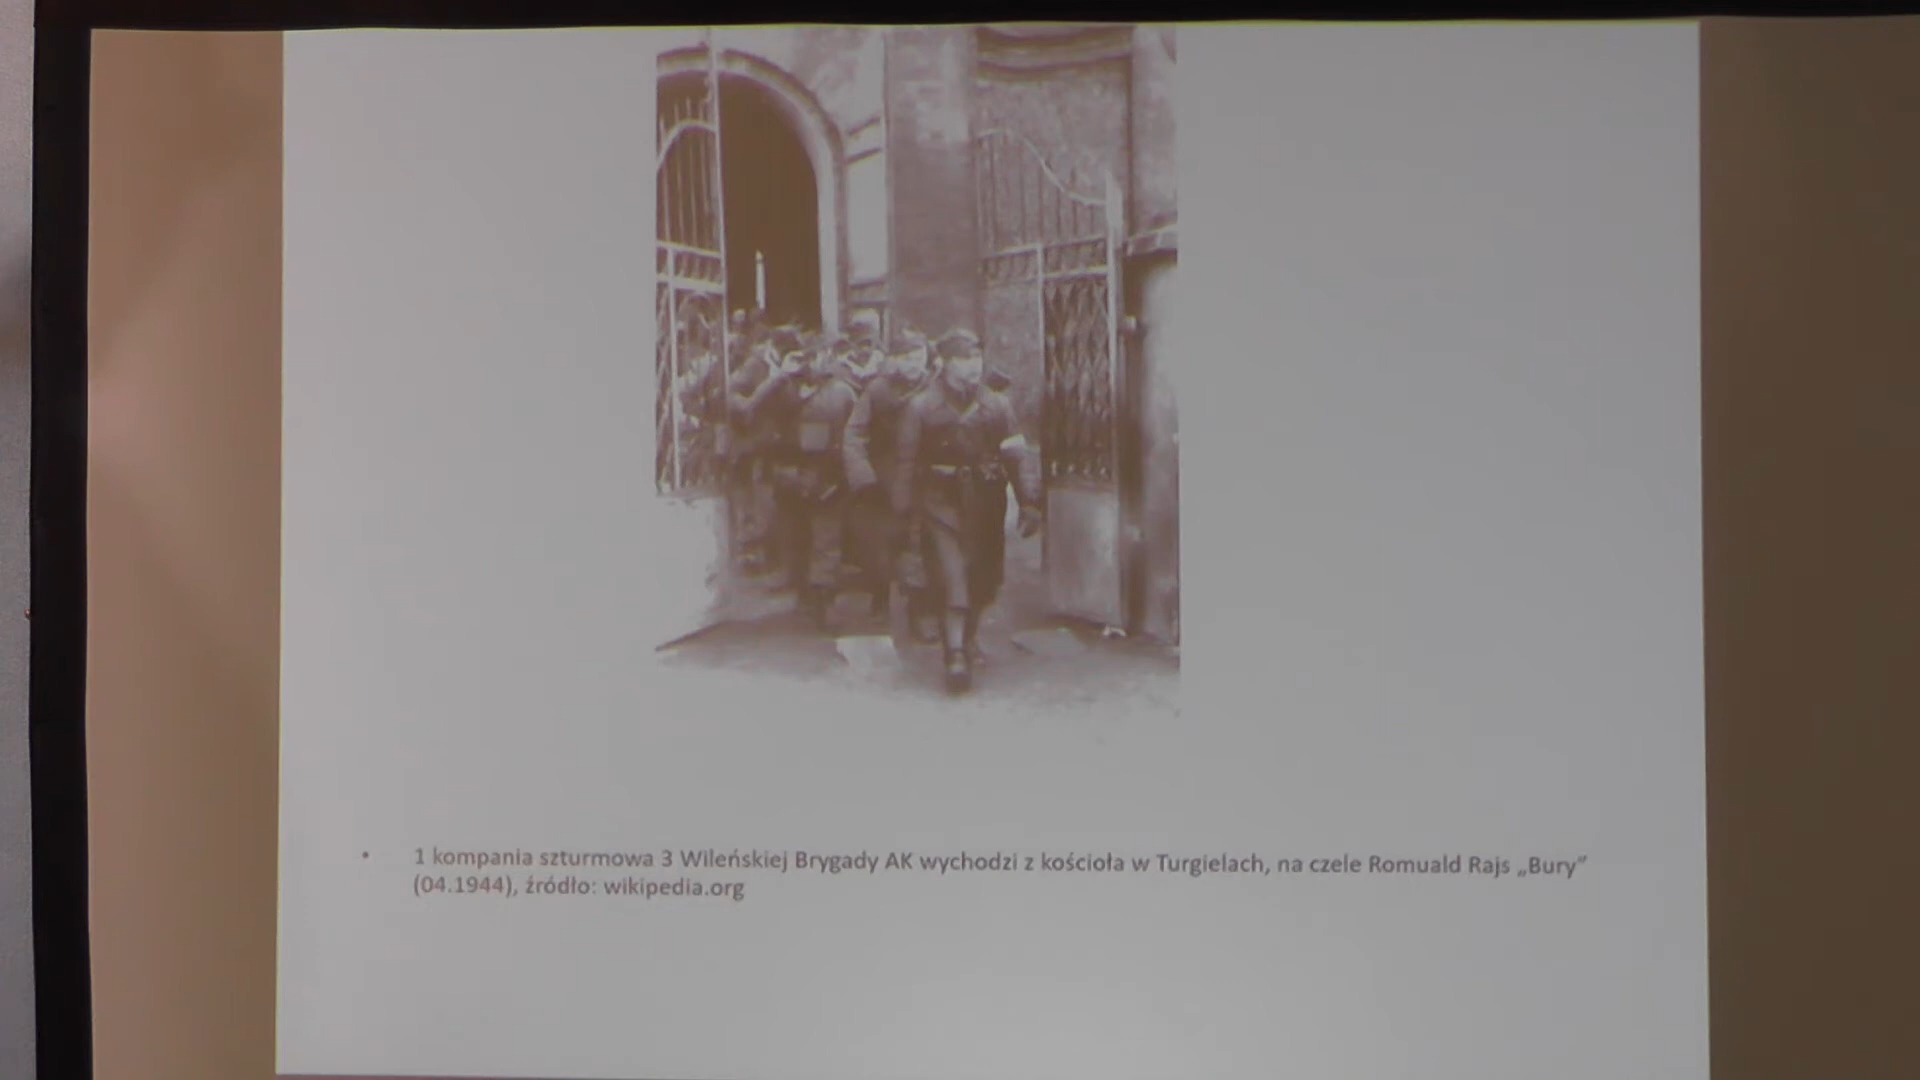 • 1 kompania szturmowa 3 Wileńskiej Brygady AK wychodzi z kościoła w Turgielach, na czele Romuald Rajs „Bury”
(04.1944), źródło: wikipedia.org